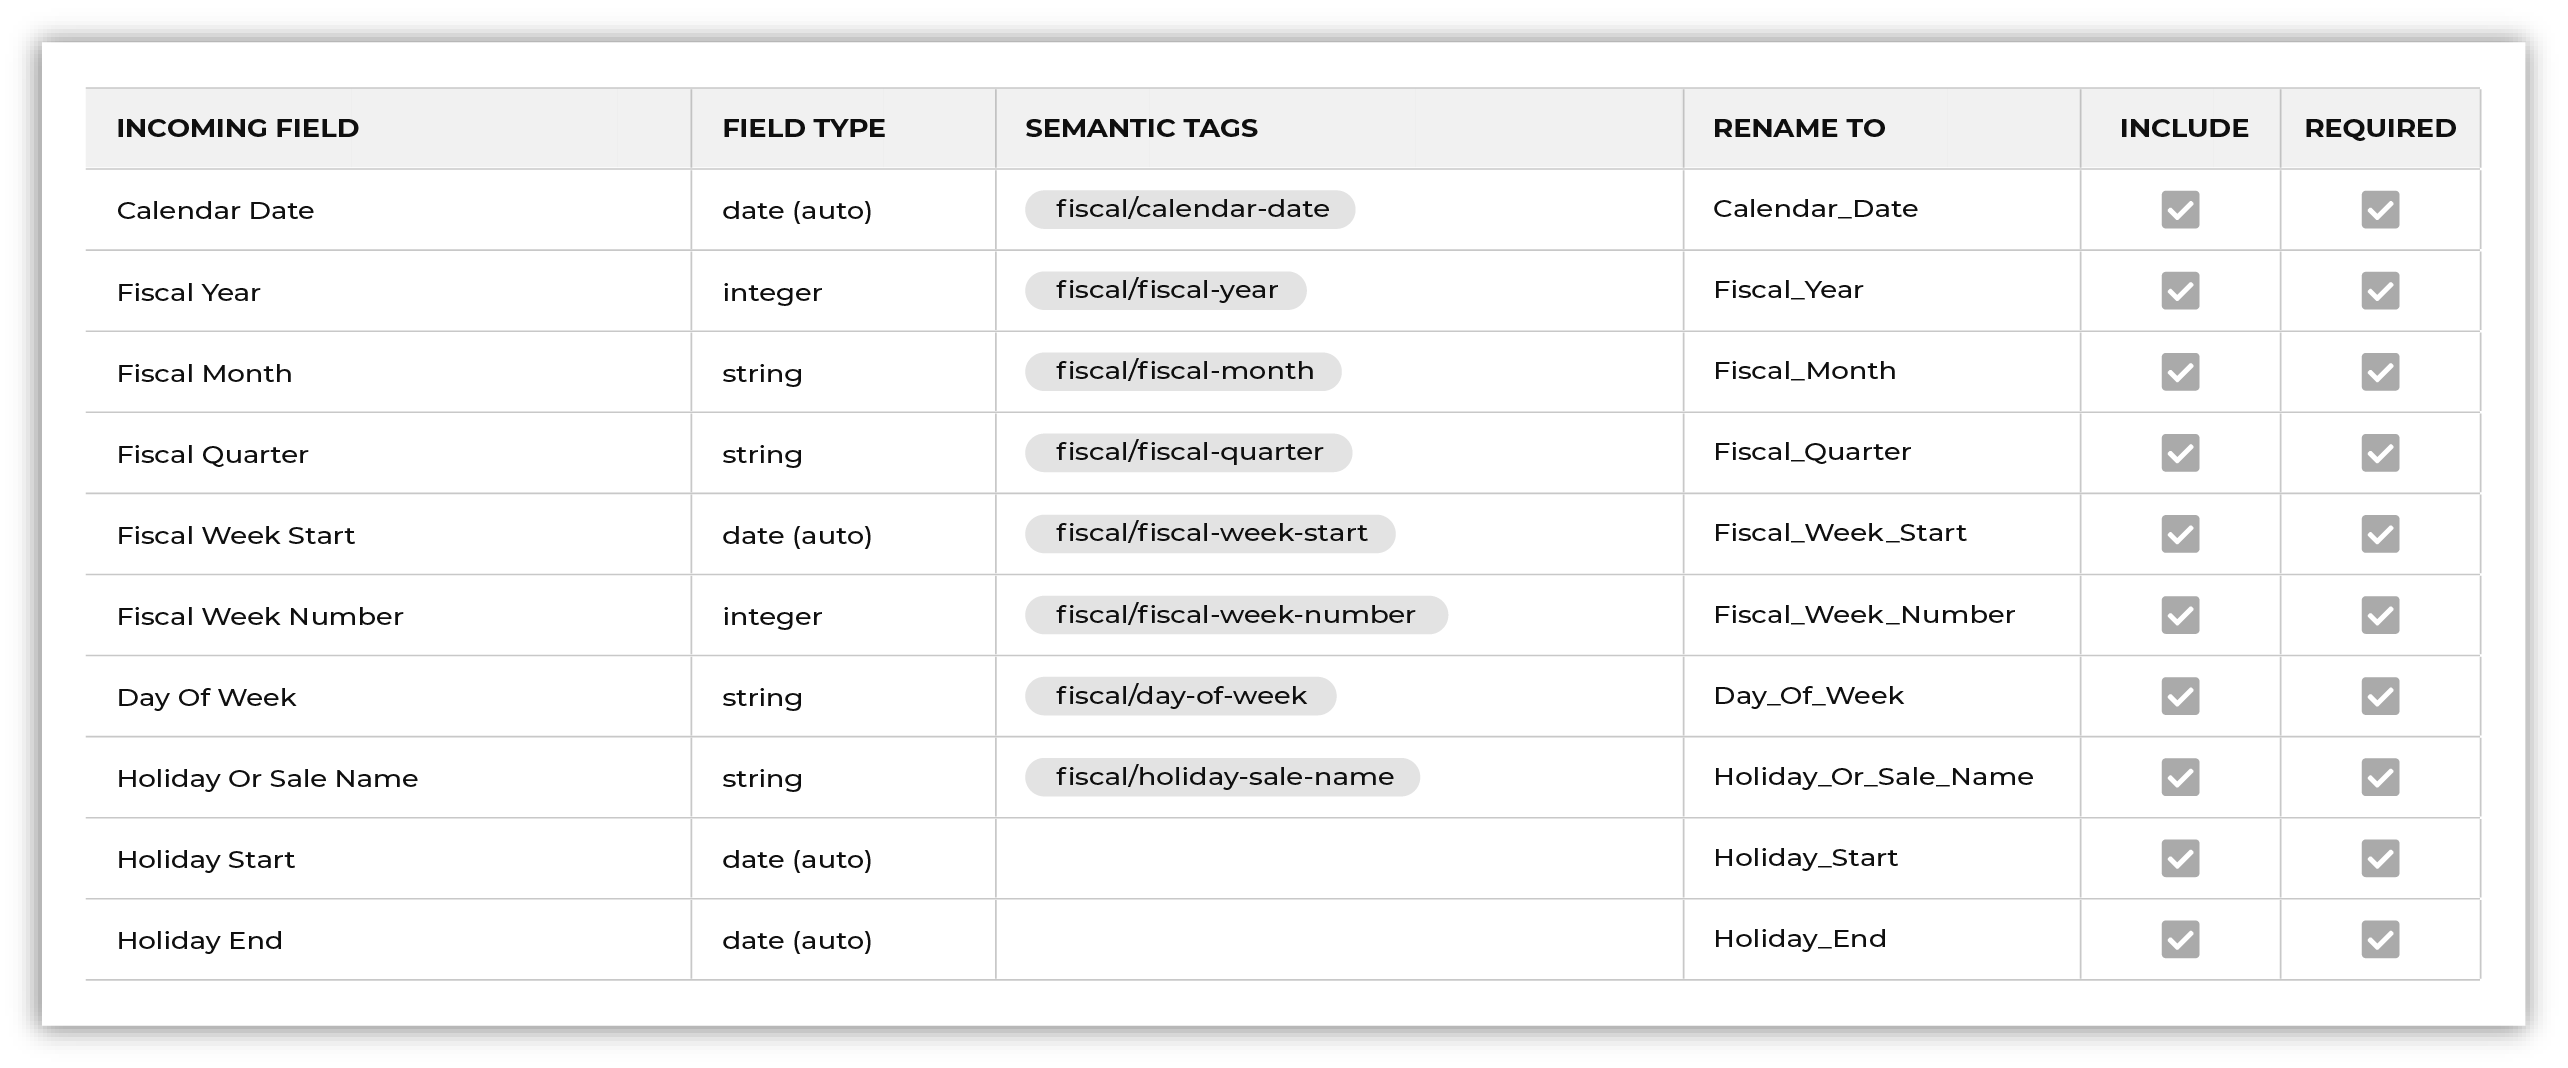 INCOMING FIELD FIELD TYPE SEMANTIC TAGS RENAME TO INCLUDE REQUIRED
Calendar Date date (auto) fiscal/calendar-date Calendar_Date
Fiscal Year integer fiscal/fiscal-year Fiscal_Year
Fiscal Month string fiscal/fiscal-month Fiscal_Month
Fiscal Quarter string fiscal/fiscal-quarter Fiscal_Quarter
Fiscal Week Start date (auto) fiscal/fiscal-week-start Fiscal_Week_Start
Fiscal Week Number integer fiscal/fiscal-week-number Fiscal_Week_Number
Day Of Week string fiscal/day-of-week Day_Of_Week
Holiday Or Sale Name string fiscal/holiday-sale-name Holiday_Or_Sale_Name
Holiday Start date (auto) Holiday_Start
Holiday End date (auto) Holiday_End